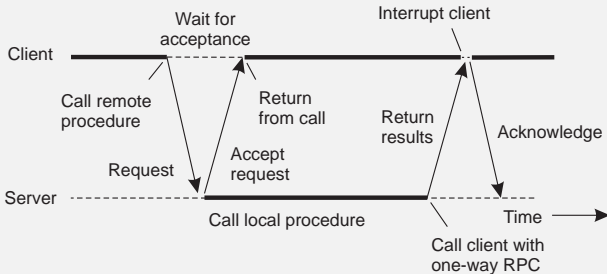 Wait for
acceptance
Interrupt client
Client
Call remote
procedure
Return
from call
Return
results
Acknowledge
Request
Accept
request
Server
Call local procedure
Time
Call client with
one-way RPC